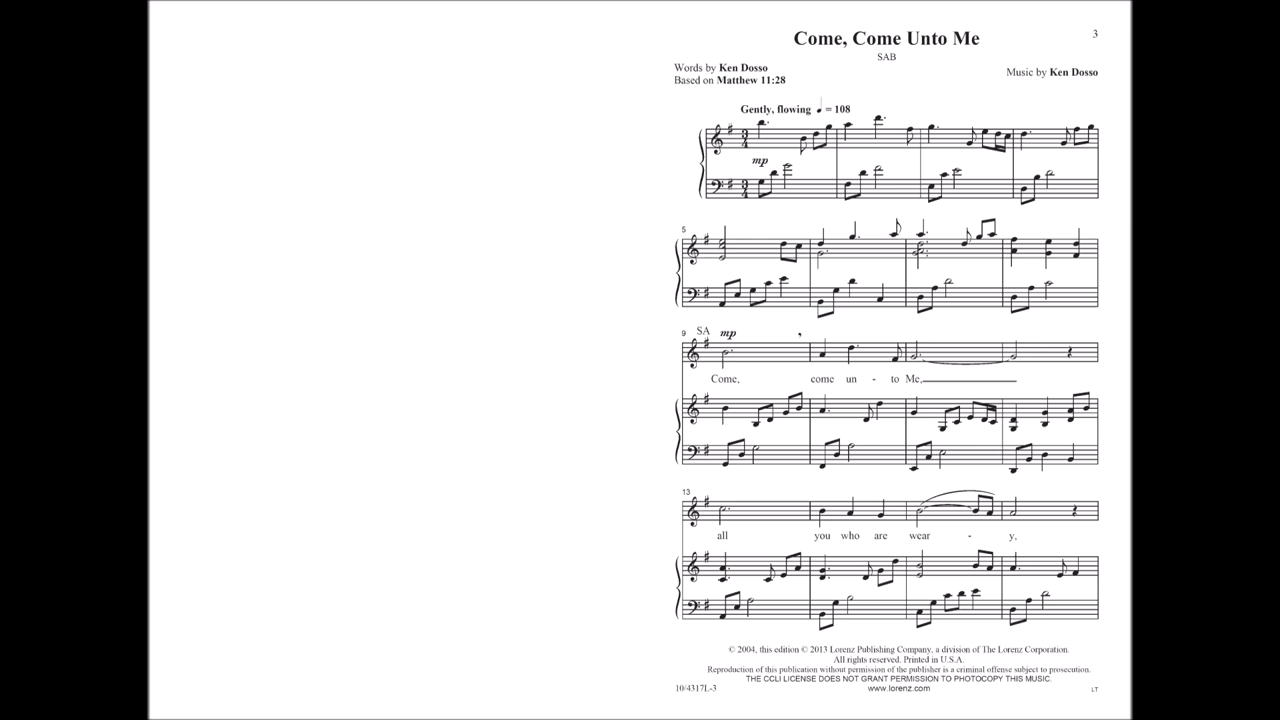 Come, Come Unto Me
3
SAB
Words by Ken Dosso
Based on Matthew 11:28
Music by Ken Dosso
Gently, flowing ♩ = 108
mp
5
9 SA mp
Come, come un - to Me,
13
all you who are wear - y,
© 2004, this edition © 2013 Lorenz Publishing Company, a division of The Lorenz Corporation.
All rights reserved. Printed in U.S.A.
Reproduction of this publication without permission of the publisher is a criminal offense subject to prosecution.
THE CCLI LICENSE DOES NOT GRANT PERMISSION TO PHOTOCOPY THIS MUSIC.
10/4317L-3 www.lorenz.com LT